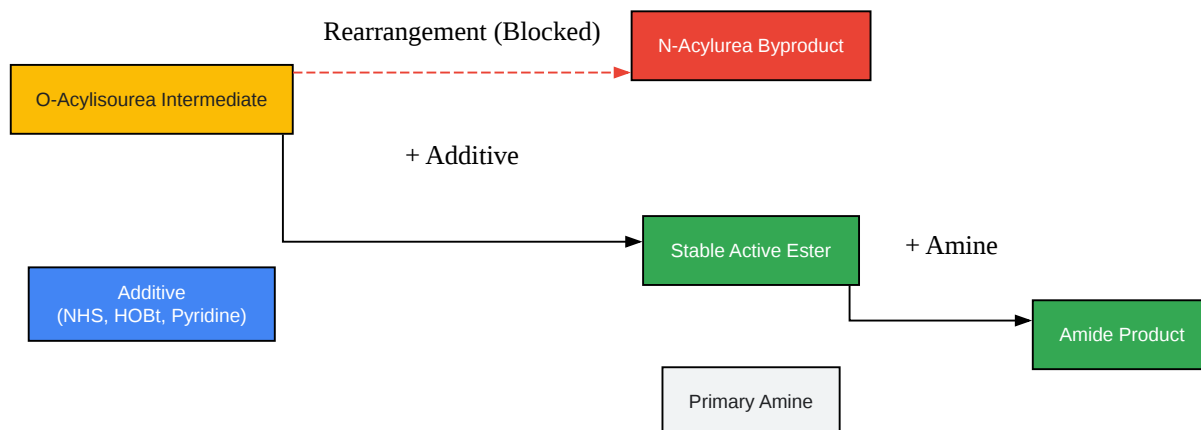 Rearrangement (Blocked)
N-Acylurea Byproduct
O-Acylisourea Intermediate
+ Additive
Stable Active Ester
+ Amine
Additive
(NHS, HOBt, Pyridine)
Amide Product
Primary Amine